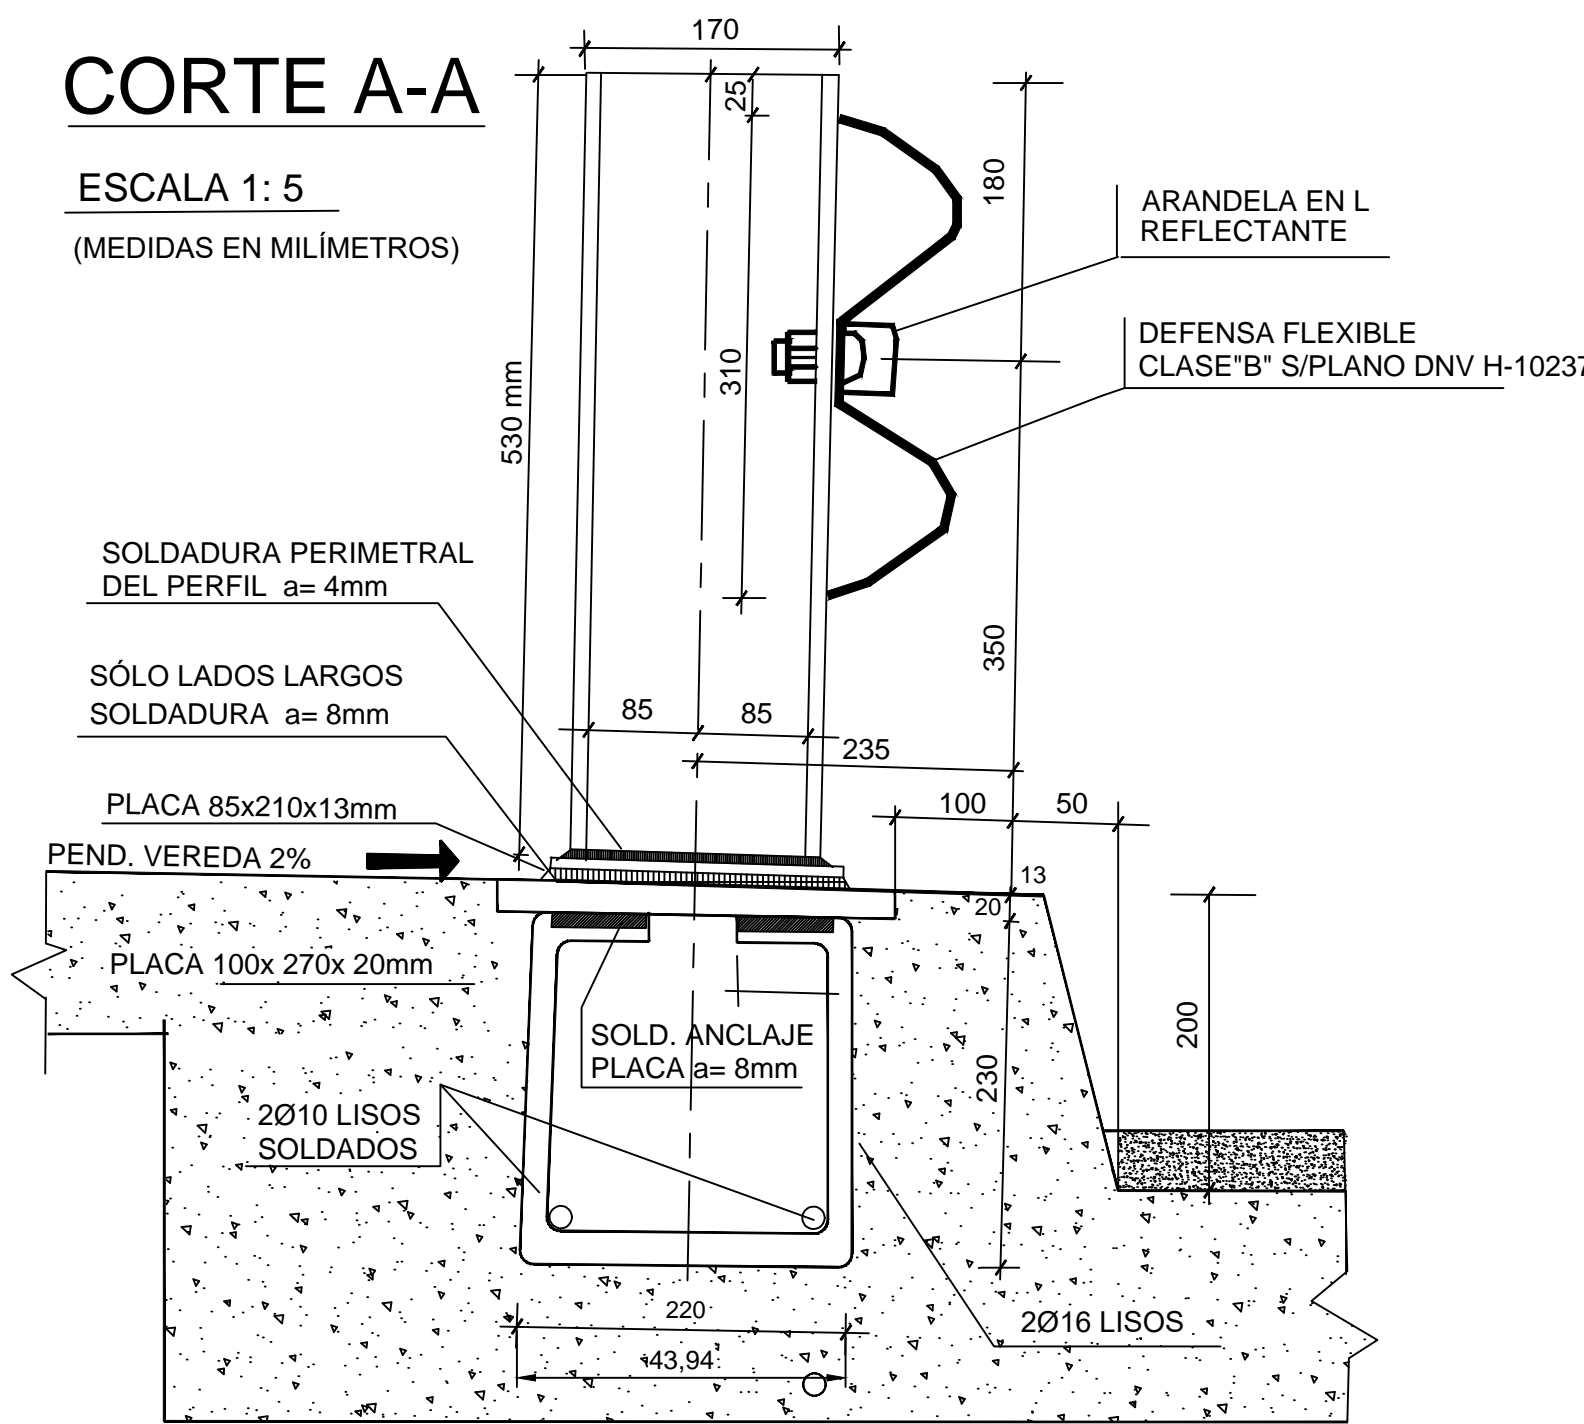 CORTE A-A
ESCALA 1: 5
(MEDIDAS EN MILÍMETROS)
170
25
180
ARANDELA EN L
REFLECTANTE
DEFENSA FLEXIBLE
CLASE"B" S/PLANO DNV H-10237
310
530 mm
SOLDADURA PERIMETRAL
DEL PERFIL a= 4mm
350
SÓLO LADOS LARGOS
SOLDADURA a= 8mm
85
85
235
PLACA 85x210x13mm
100
50
PEND. VEREDA 2%
13
20
PLACA 100x 270x 20mm
200
SOLD. ANCLAJE
PLACA a= 8mm
230
2Ø10 LISOS
SOLDADOS
220
2Ø16 LISOS
43,94